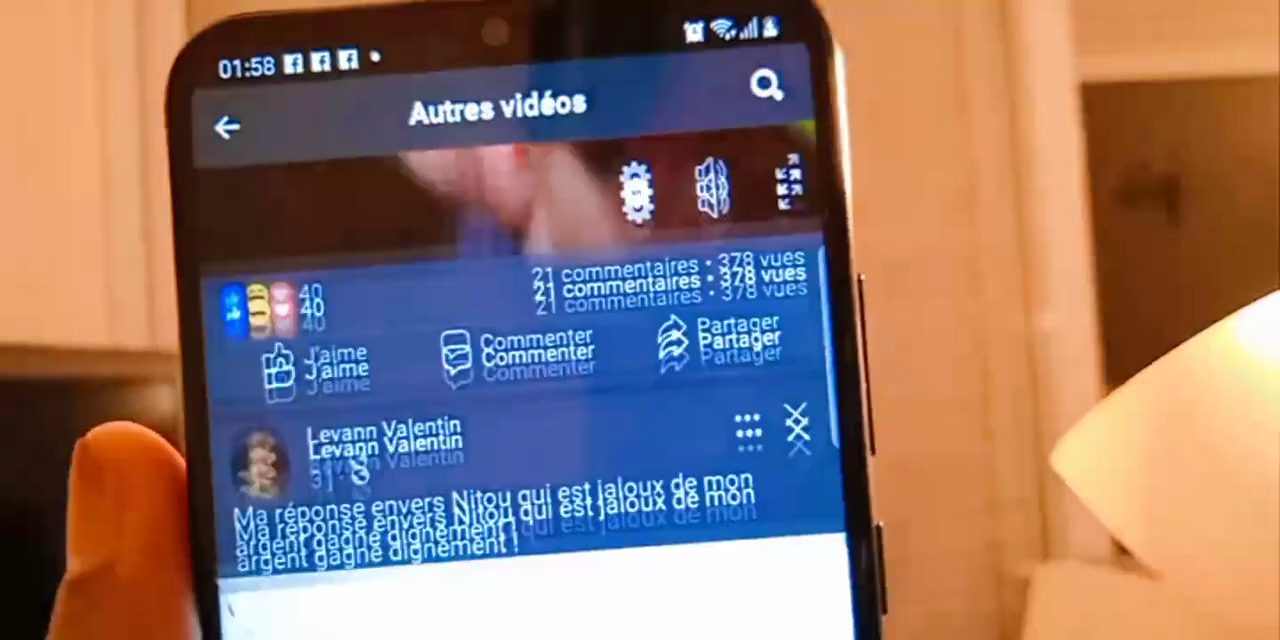 01:58
Autres vidéos
40
21 commentaires • 378 vues
J'aime
Commenter
Partager
Levann Valentin
31
Ma réponse envers Nitou qui est jaloux de mon
argent gagné dignement !